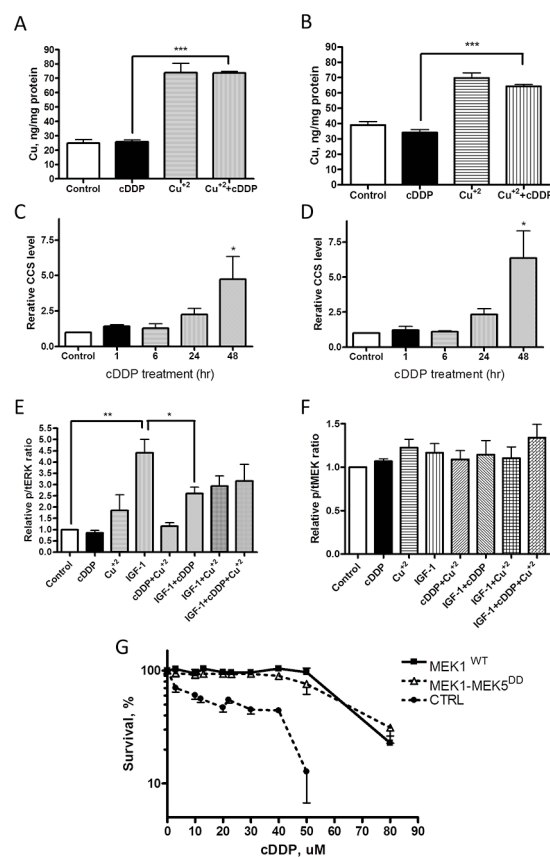 A
Cu, ng/mg protein
90
80
70
60
50
40
30
20
10
0
***
Control
cDDP
Cu+2
Cu+2+cDDP
B
Cu, ng/mg protein
90
80
70
60
50
40
30
20
10
0
***
Control
cDDP
Cu+2
Cu+2+cDDP
C
Rerative CCS level
7.5
5.0
2.5
0.0
*
Control
1
6
24
48
cDDP treatment (hr)
D
Rerative CCS level
7.5
5.0
2.5
0.0
*
Control
1
6
24
48
cDDP treatment (hr)
E
Relative p/tERK ratio
5.5
5.0
4.5
4.0
3.5
3.0
2.5
2.0
1.5
1.0
0.5
0.0
**
*
Control
cDDP
Cu+2
IGF-1
cDDP+Cu+2
IGF-1+cDDP
IGF-1+Cu+2
IGF-1+cDDP+Cu+2
F
Relative p/tMEK ratio
1.5
1.0
0.5
0.0
Control
cDDP
Cu+2
IGF-1
cDDP+Cu+2
IGF-1+cDDP
IGF-1+Cu+2
IGF-1+cDDP+Cu+2
G
Survival, %
100
10
0
10
20
30
40
50
60
70
80
90
cDDP, uM
MEK1 WT
MEK1-MEK5DD
CTRL